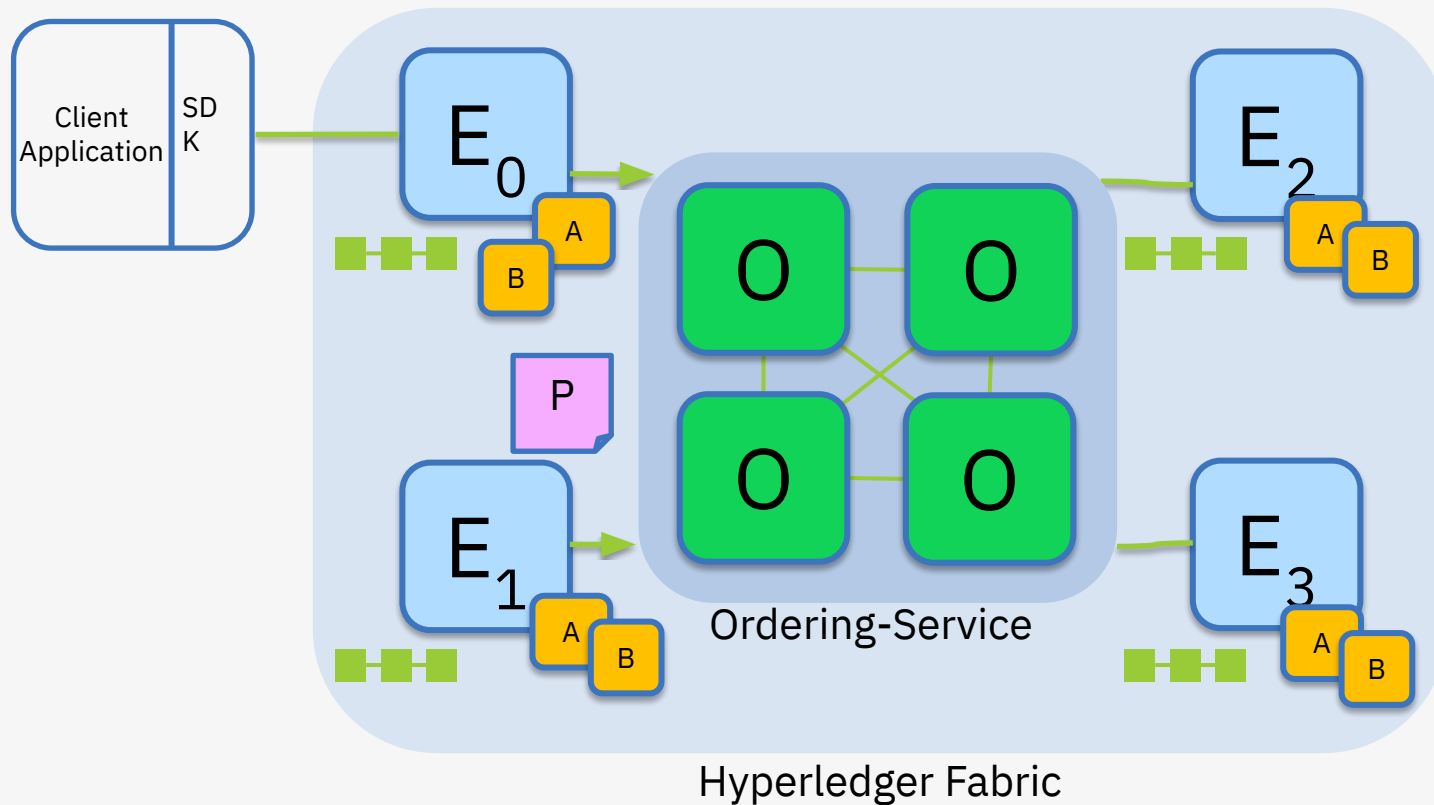 Client
Application
SD
K
E0
A
B
E2
A
B
O
O
P
O
O
E1
A
B
E3
A
B
Ordering-Service
Hyperledger Fabric